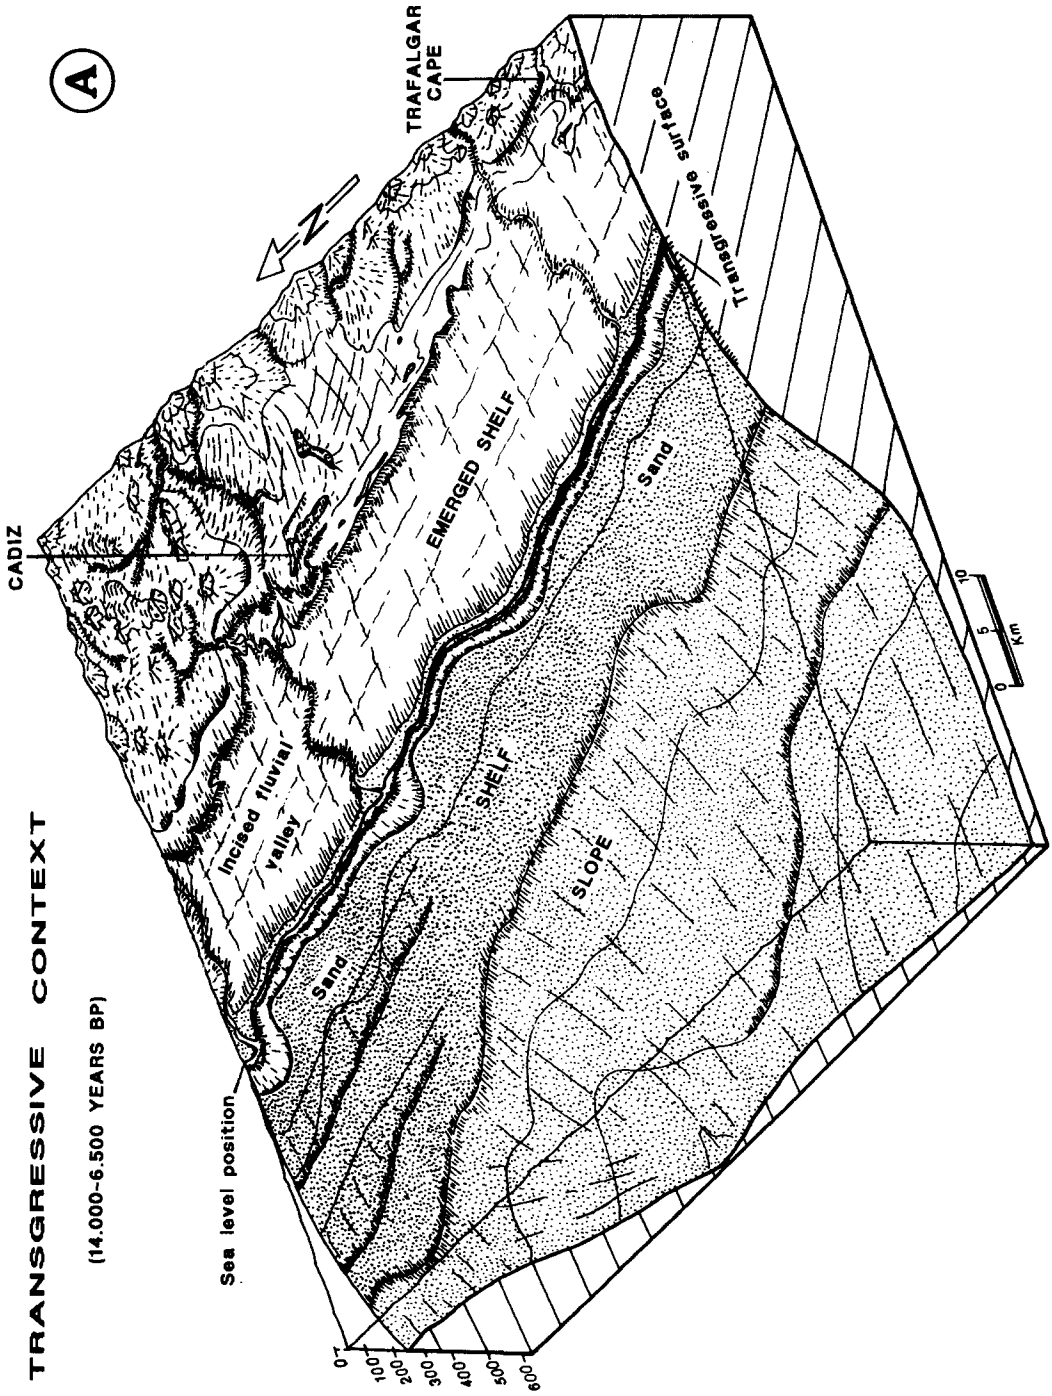 TRANSGRESSIVE CONTEXT
(14.000-6.500 YEARS BP)
A
CADIZ
TRAFALGAR
CAPE
N
Sea level position
Incised fluvial
valley
EMERGED SHELF
Sand
SHELF
Sand
SLOPE
Transgressive surface
0
100
200
300
400
500
600
0
5
10
Km